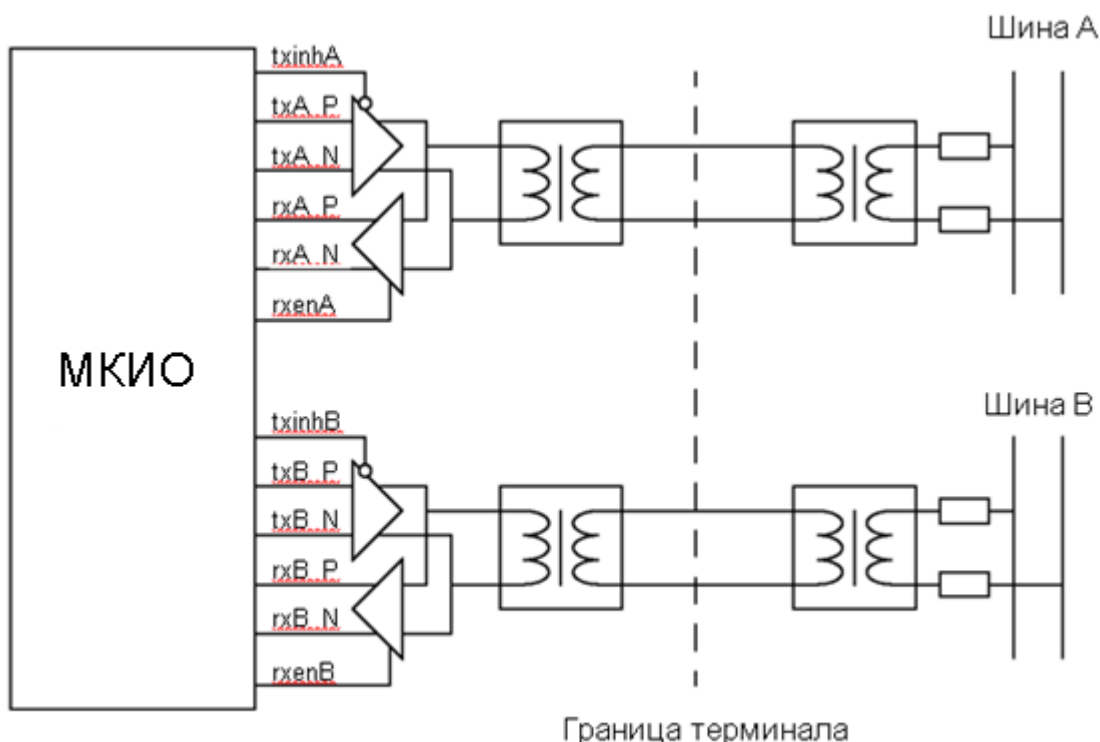 Шина А
txinhA
txA_P
txA_N
rxA_P
rxA_N
rxenA
МКИО
Шина В
txinhB
txB_P
txB_N
rxB_P
rxB_N
rxenB
Граница терминала